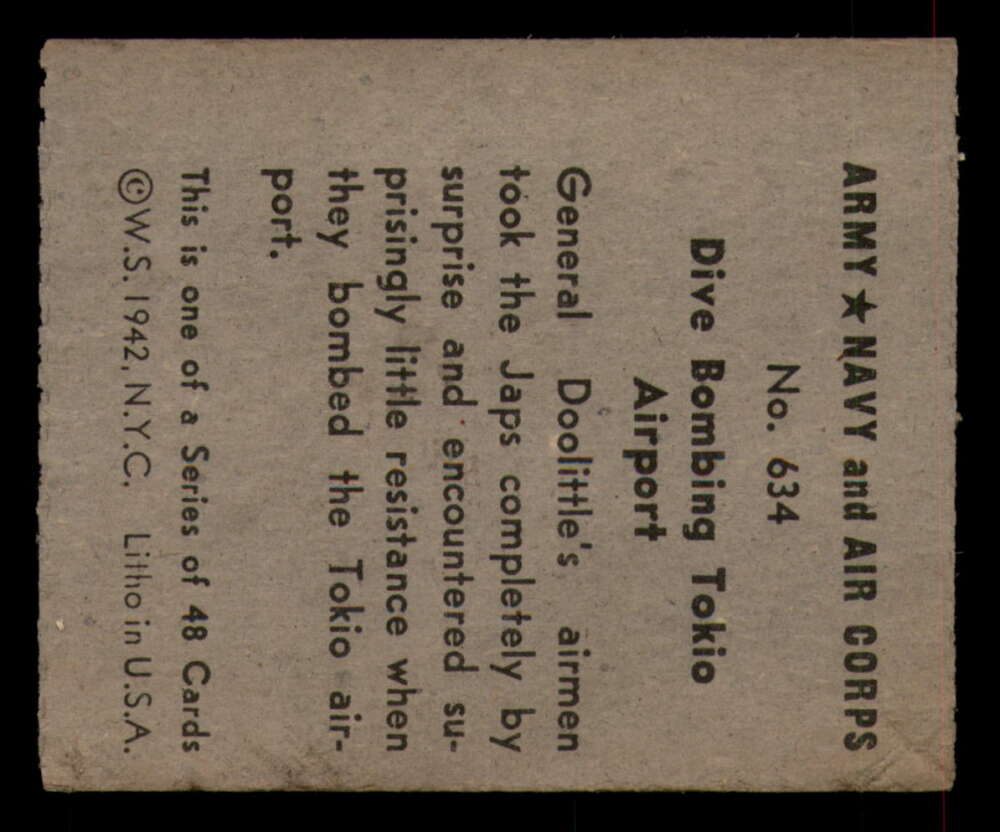 ARMY ★ NAVY and AIR CORPS
No. 634
Dive Bombing Tokio
Airport
General Doolittle's airmen
took the Japs completely by
surprise and encountered su-
prisingly little resistance when
they bombed the Tokio air-
port.
This is one of a Series of 48 Cards
©W.S. 1942, N.Y.C. Litho in U.S.A.